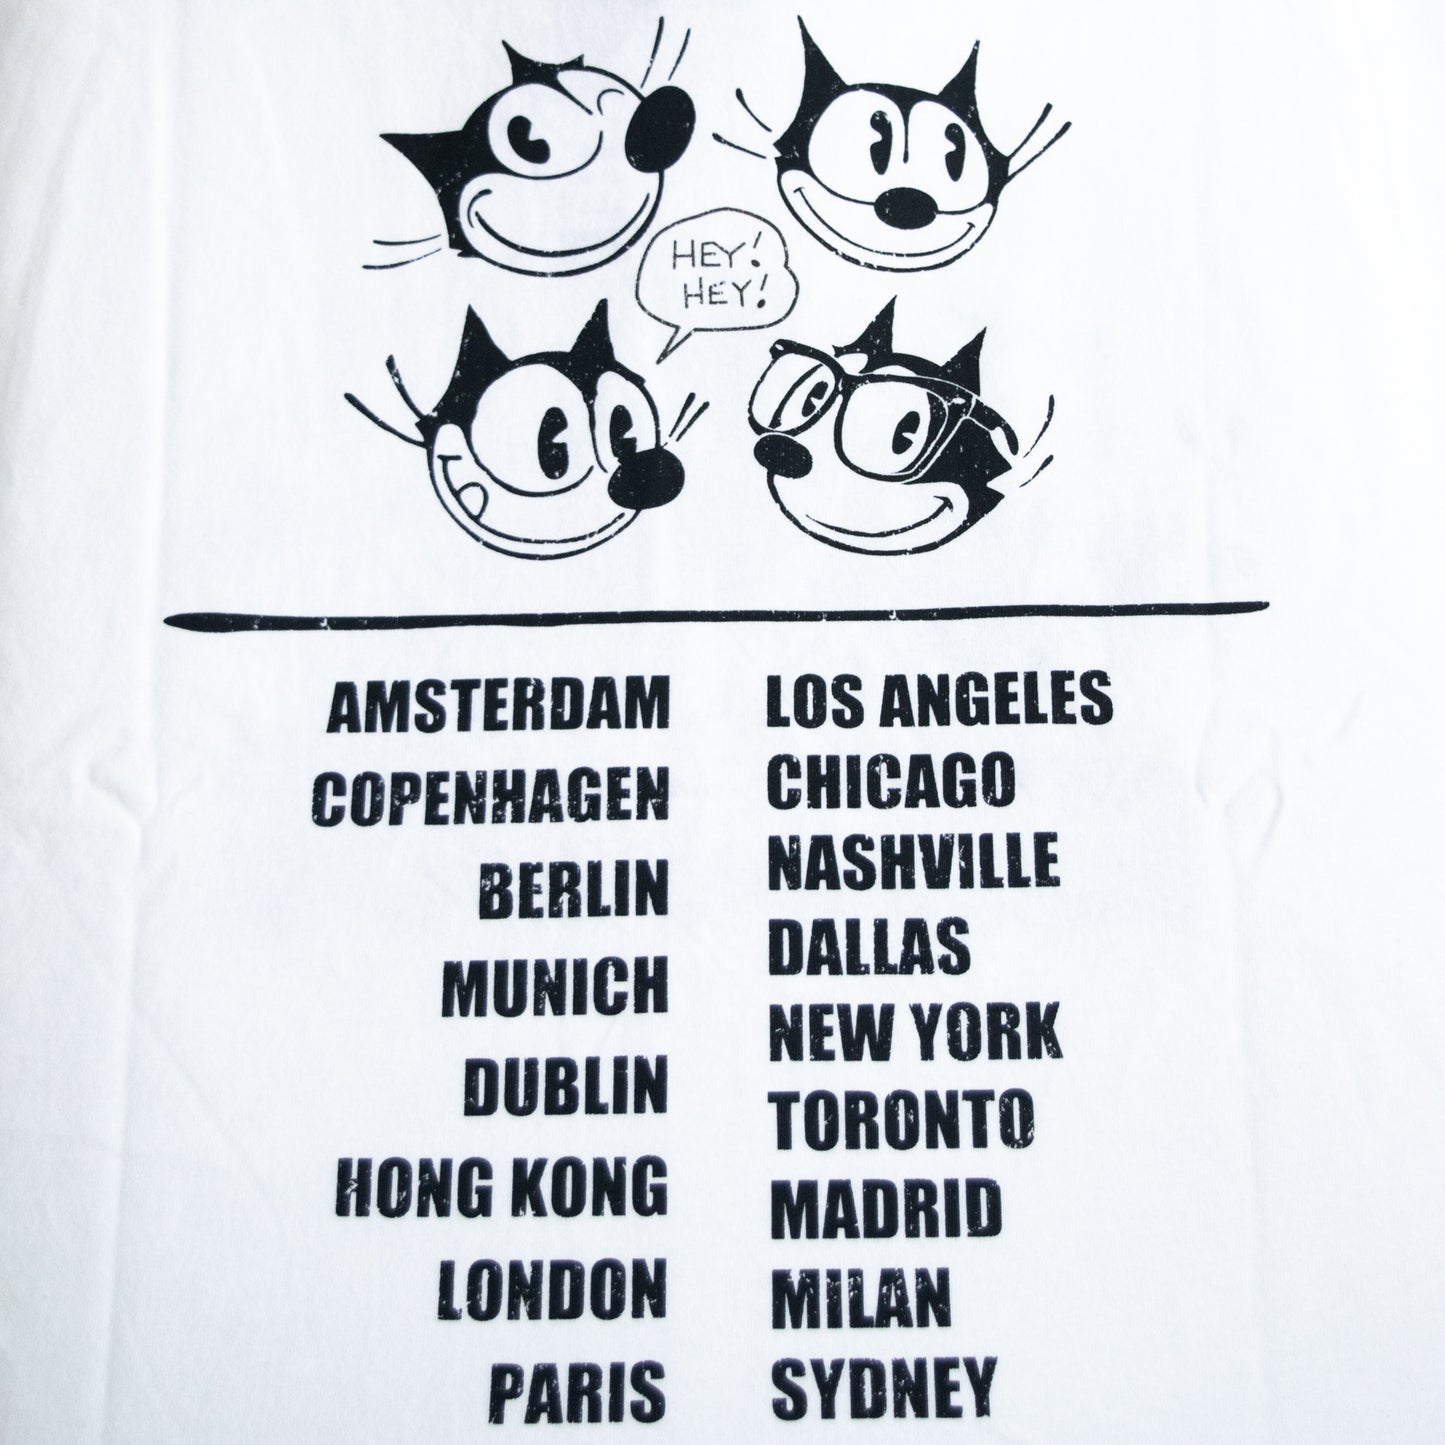 HEY!
HEY!
AMSTERDAM
COPENHAGEN
BERLIN
MUNICH
DUBLIN
HONG KONG
LONDON
PARIS
LOS ANGELES
CHICAGO
NASHVILLE
DALLAS
NEW YORK
TORONTO
MADRID
MILAN
SYDNEY